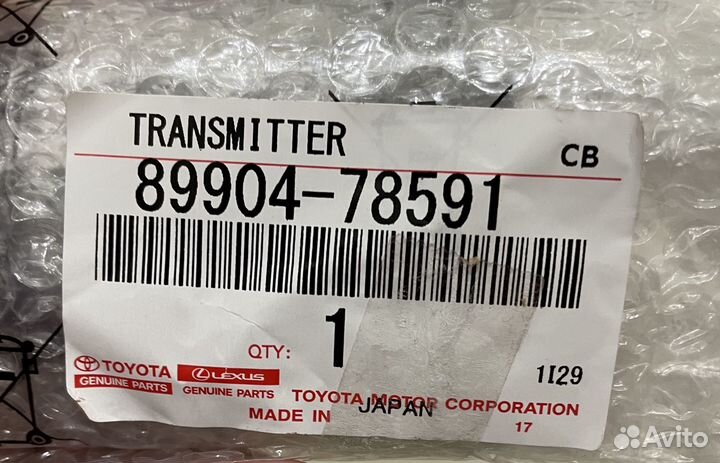 TRANSMITTER CB
89904-78591
QTY: 1
1I29
TOYOTA LEXUS
GENUINE PARTS GENUINE PARTS
TOYOTA MOTOR CORPORATION
MADE IN JAPAN 17
Avito